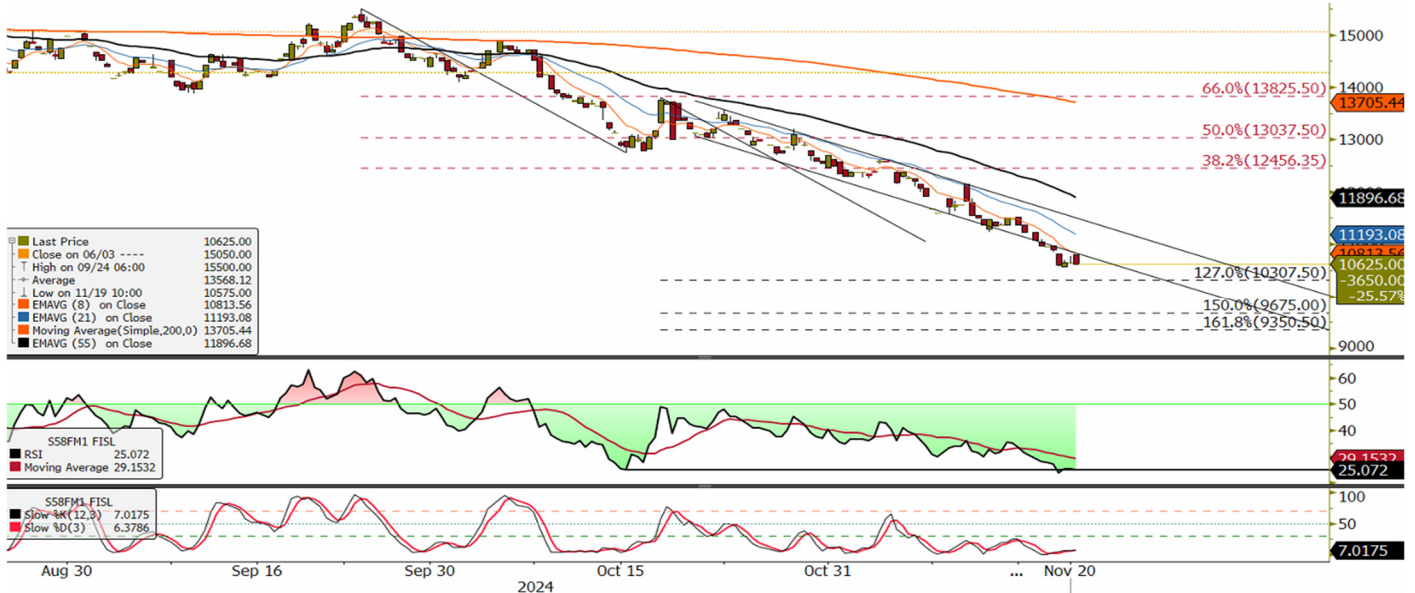 15000
14000
66.0%(13825.50)
13705.44
50.0%(13037.50)
13000
38.2%(12456.35)
11896.68
11193.08
10813.56
10625.00
-3650.00
-25.57%
127.0%(10307.50)
150.0%(9675.00)
161.8%(9350.50)
9000
Last Price 10625.00
Close on 06/03 ---- 15050.00
High on 09/24 06:00 15500.00
Average 13568.12
Low on 11/19 10:00 10575.00
EMAVG (8) on Close 10813.56
EMAVG (21) on Close 11193.08
Moving Average(Simple,200,0) 13705.44
EMAVG (55) on Close 11896.68
60
50
40
29.1532
25.072
S58FM1 FISL
RSI 25.072
Moving Average 29.1532
100
50
7.0175
S58FM1 FISL
Slow %K(12,3) 7.0175
Slow %D(3) 6.3786
Aug 30 Sep 16 Sep 30 Oct 15 Oct 31 ... Nov 20
2024